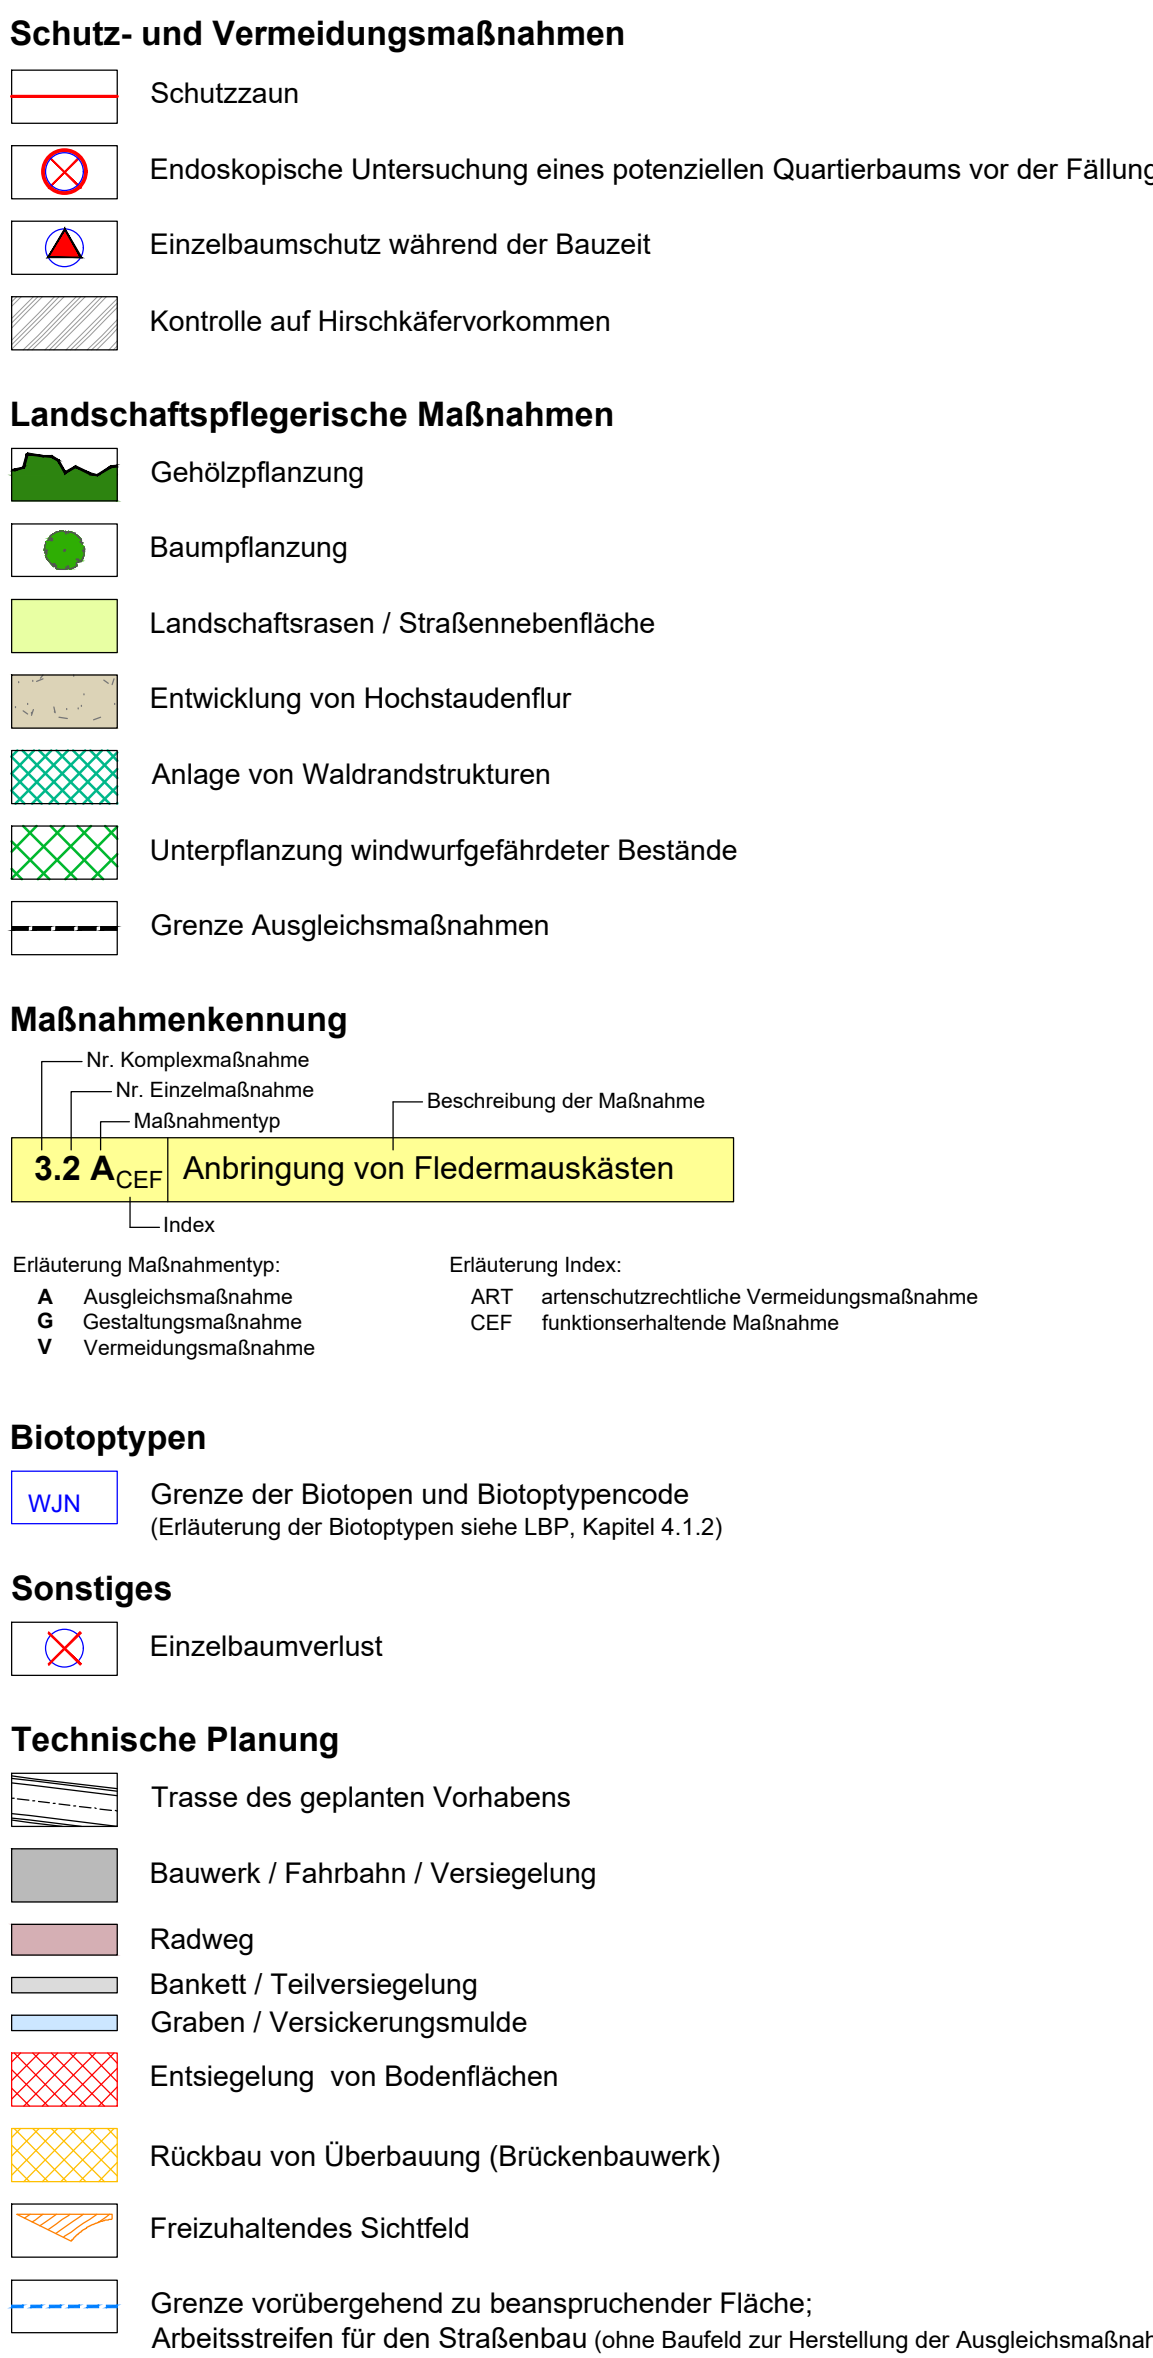 Schutz- und Vermeidungsmaßnahmen
Schutzzaun
Endoskopische Untersuchung eines potenziellen Quartierbaums vor der Fällung
Einzelbaumschutz während der Bauzeit
Kontrolle auf Hirschkäfervorkommen
Landschaftspflegerische Maßnahmen
Gehölzpflanzung
Baumpflanzung
Landschaftsrasen / Straßennebenfläche
Entwicklung von Hochstaudenflur
Anlage von Waldrandstrukturen
Unterpflanzung windwurfgefährdeter Bestände
Grenze Ausgleichsmaßnahmen
Maßnahmenkennung
Nr. Komplexmaßnahme
Nr. Einzelmaßnahme
Beschreibung der Maßnahme
Maßnahmentyp
3.2 ACEF Anbringung von Fledermauskästen
Index
Erläuterung Maßnahmentyp: Erläuterung Index:
A Ausgleichsmaßnahme ART artenschutzrechtliche Vermeidungsmaßnahme
G Gestaltungsmaßnahme CEF funktionserhaltende Maßnahme
V Vermeidungsmaßnahme
Biotoptypen
WJN Grenze der Biotopen und Biotoptypencode
(Erläuterung der Biotoptypen siehe LBP, Kapitel 4.1.2)
Sonstiges
Einzelbaumverlust
Technische Planung
Trasse des geplanten Vorhabens
Bauwerk / Fahrbahn / Versiegelung
Radweg
Bankett / Teilversiegelung
Graben / Versickerungsmulde
Entsiegelung von Bodenflächen
Rückbau von Überbauung (Brückenbauwerk)
Freizuhaltendes Sichtfeld
Grenze vorübergehend zu beanspruchender Fläche;
Arbeitsstreifen für den Straßenbau (ohne Baufeld zur Herstellung der